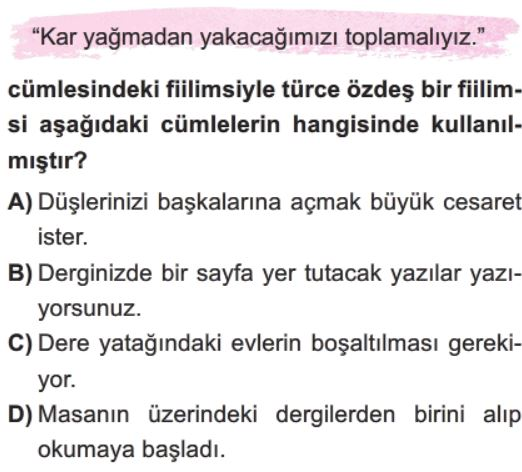 “Kar yağmadan yakacağımızı toplamalıyız.”
cümlesindeki fiilimsiyle türce özdeş bir fiilim-
si aşağıdaki cümlelerin hangisinde kullanıl-
mıştır?
A) Düşlerinizi başkalarına açmak büyük cesaret
ister.
B) Derginizde bir sayfa yer tutacak yazılar yazı-
yorsunuz.
C) Dere yatağındaki evlerin boşaltılması gereki-
yor.
D) Masanın üzerindeki dergilerden birini alıp
okumaya başladı.